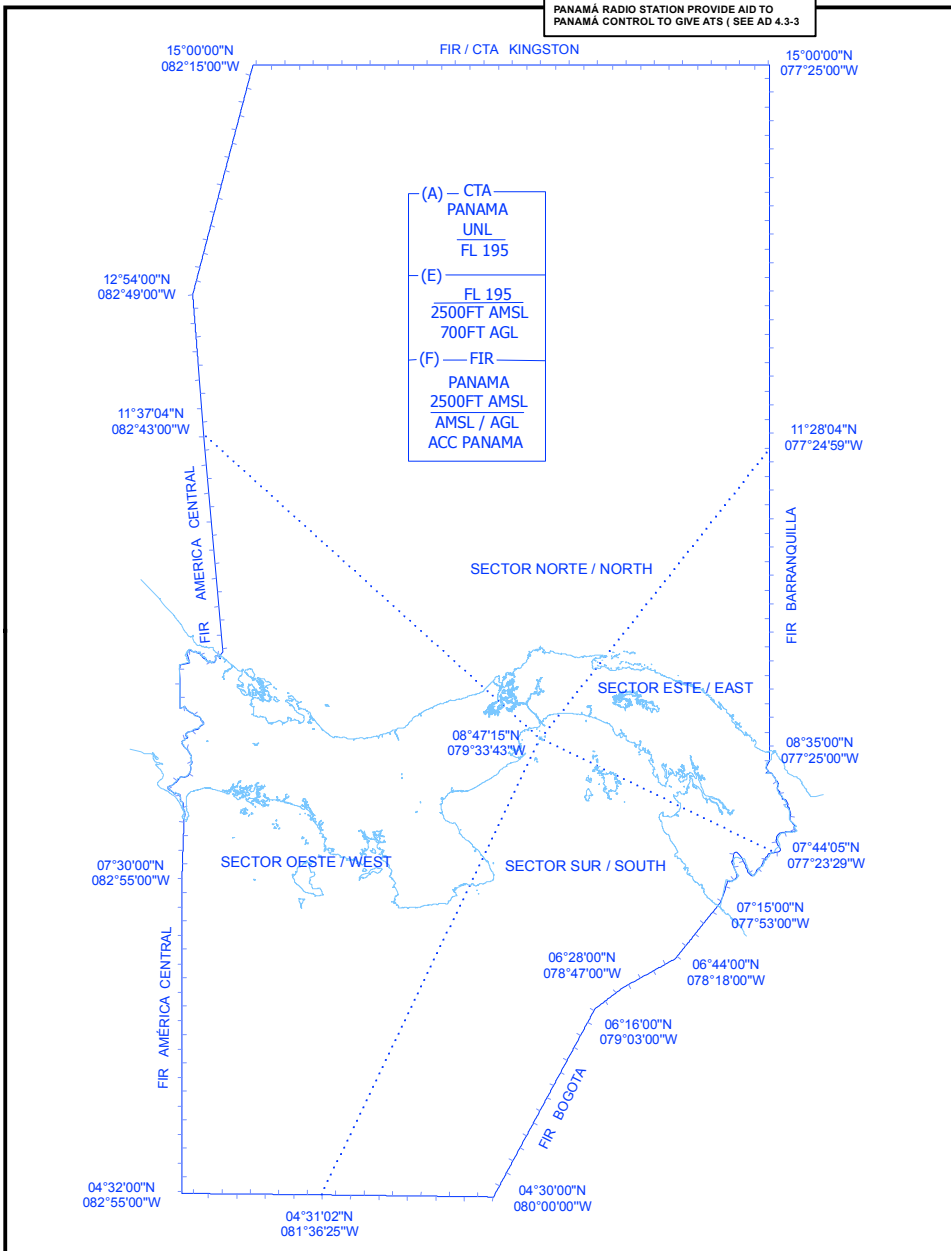 PANAMÁ RADIO STATION PROVIDE AID TO
PANAMÁ CONTROL TO GIVE ATS ( SEE AD 4.3-3
FIR / CTA KINGSTON
15°00'00"N
082°15'00"W
15°00'00"N
077°25'00"W
(A) CTA
PANAMA
UNL
FL 195
(E)
FL 195
2500FT AMSL
700FT AGL
(F) FIR
PANAMA
2500FT AMSL
AMSL / AGL
ACC PANAMA
12°54'00"N
082°49'00"W
11°37'04"N
082°43'00"W
11°28'04"N
077°24'59"W
FIR AMERICA CENTRAL
FIR BARRANQUILLA
SECTOR NORTE / NORTH
SECTOR ESTE / EAST
08°47'15"N
079°33'43"W
08°35'00"N
077°25'00"W
07°30'00"N
082°55'00"W
SECTOR OESTE / WEST
SECTOR SUR / SOUTH
07°44'05"N
077°23'29"W
07°15'00"N
077°53'00"W
06°28'00"N
078°47'00"W
06°44'00"N
078°18'00"W
06°16'00"N
079°03'00"W
FIR AMÉRICA CENTRAL
FIR BOGOTA
04°32'00"N
082°55'00"W
04°31'02"N
081°36'25"W
04°30'00"N
080°00'00"W